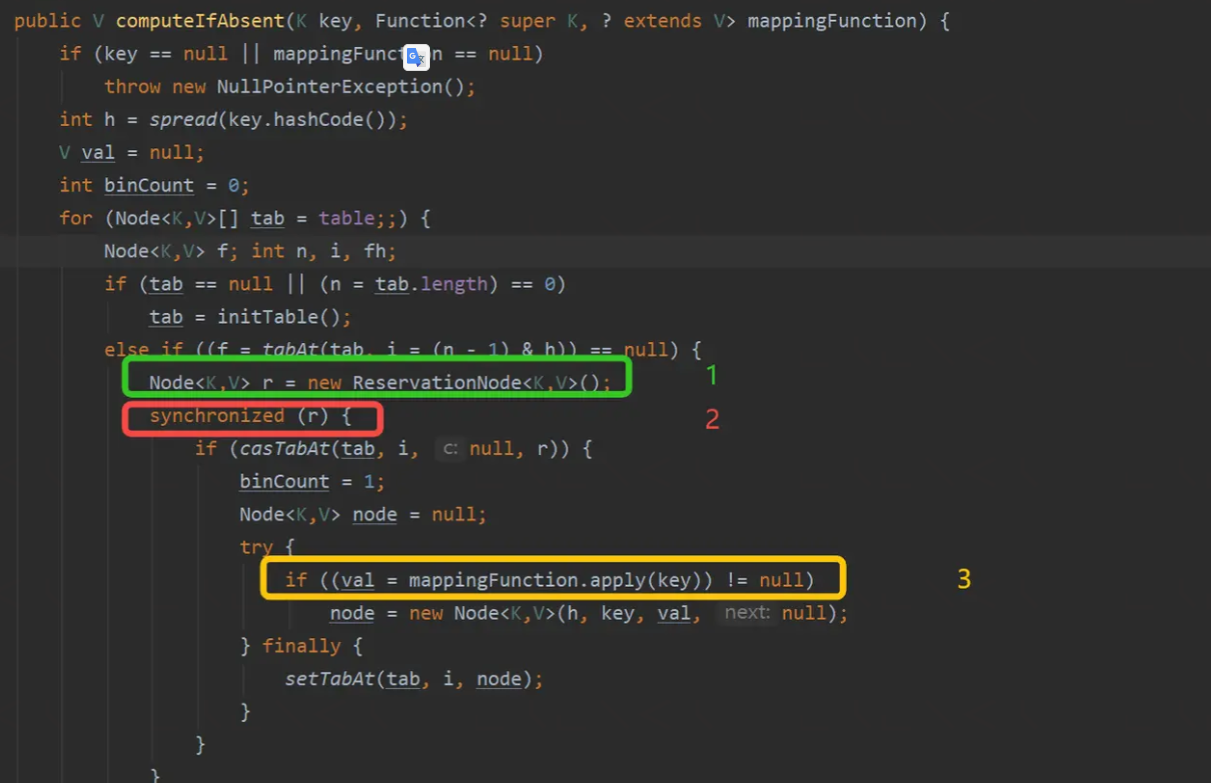 public V computeIfAbsent(K key, Function<? super K, ? extends V> mappingFunction) {
if (key == null || mappingFunct n == null)
throw new NullPointerException();
int h = spread(key.hashCode());
V val = null;
int binCount = 0;
for (Node<K,V>[] tab = table;;) {
Node<K,V> f; int n, i, fh;
if (tab == null || (n = tab.length) == 0)
tab = initTable();
else if ((f = tabAt(tab, i = (n - 1) & h)) == null) {
Node<K,V> r = new ReservationNode<K,V>(); 1
synchronized (r) { 2
if (casTabAt(tab, i, c: null, r)) {
binCount = 1;
Node<K,V> node = null;
try {
if ((val = mappingFunction.apply(key)) != null) 3
node = new Node<K,V>(h, key, val, next: null);
} finally {
setTabAt(tab, i, node);
}
}
}